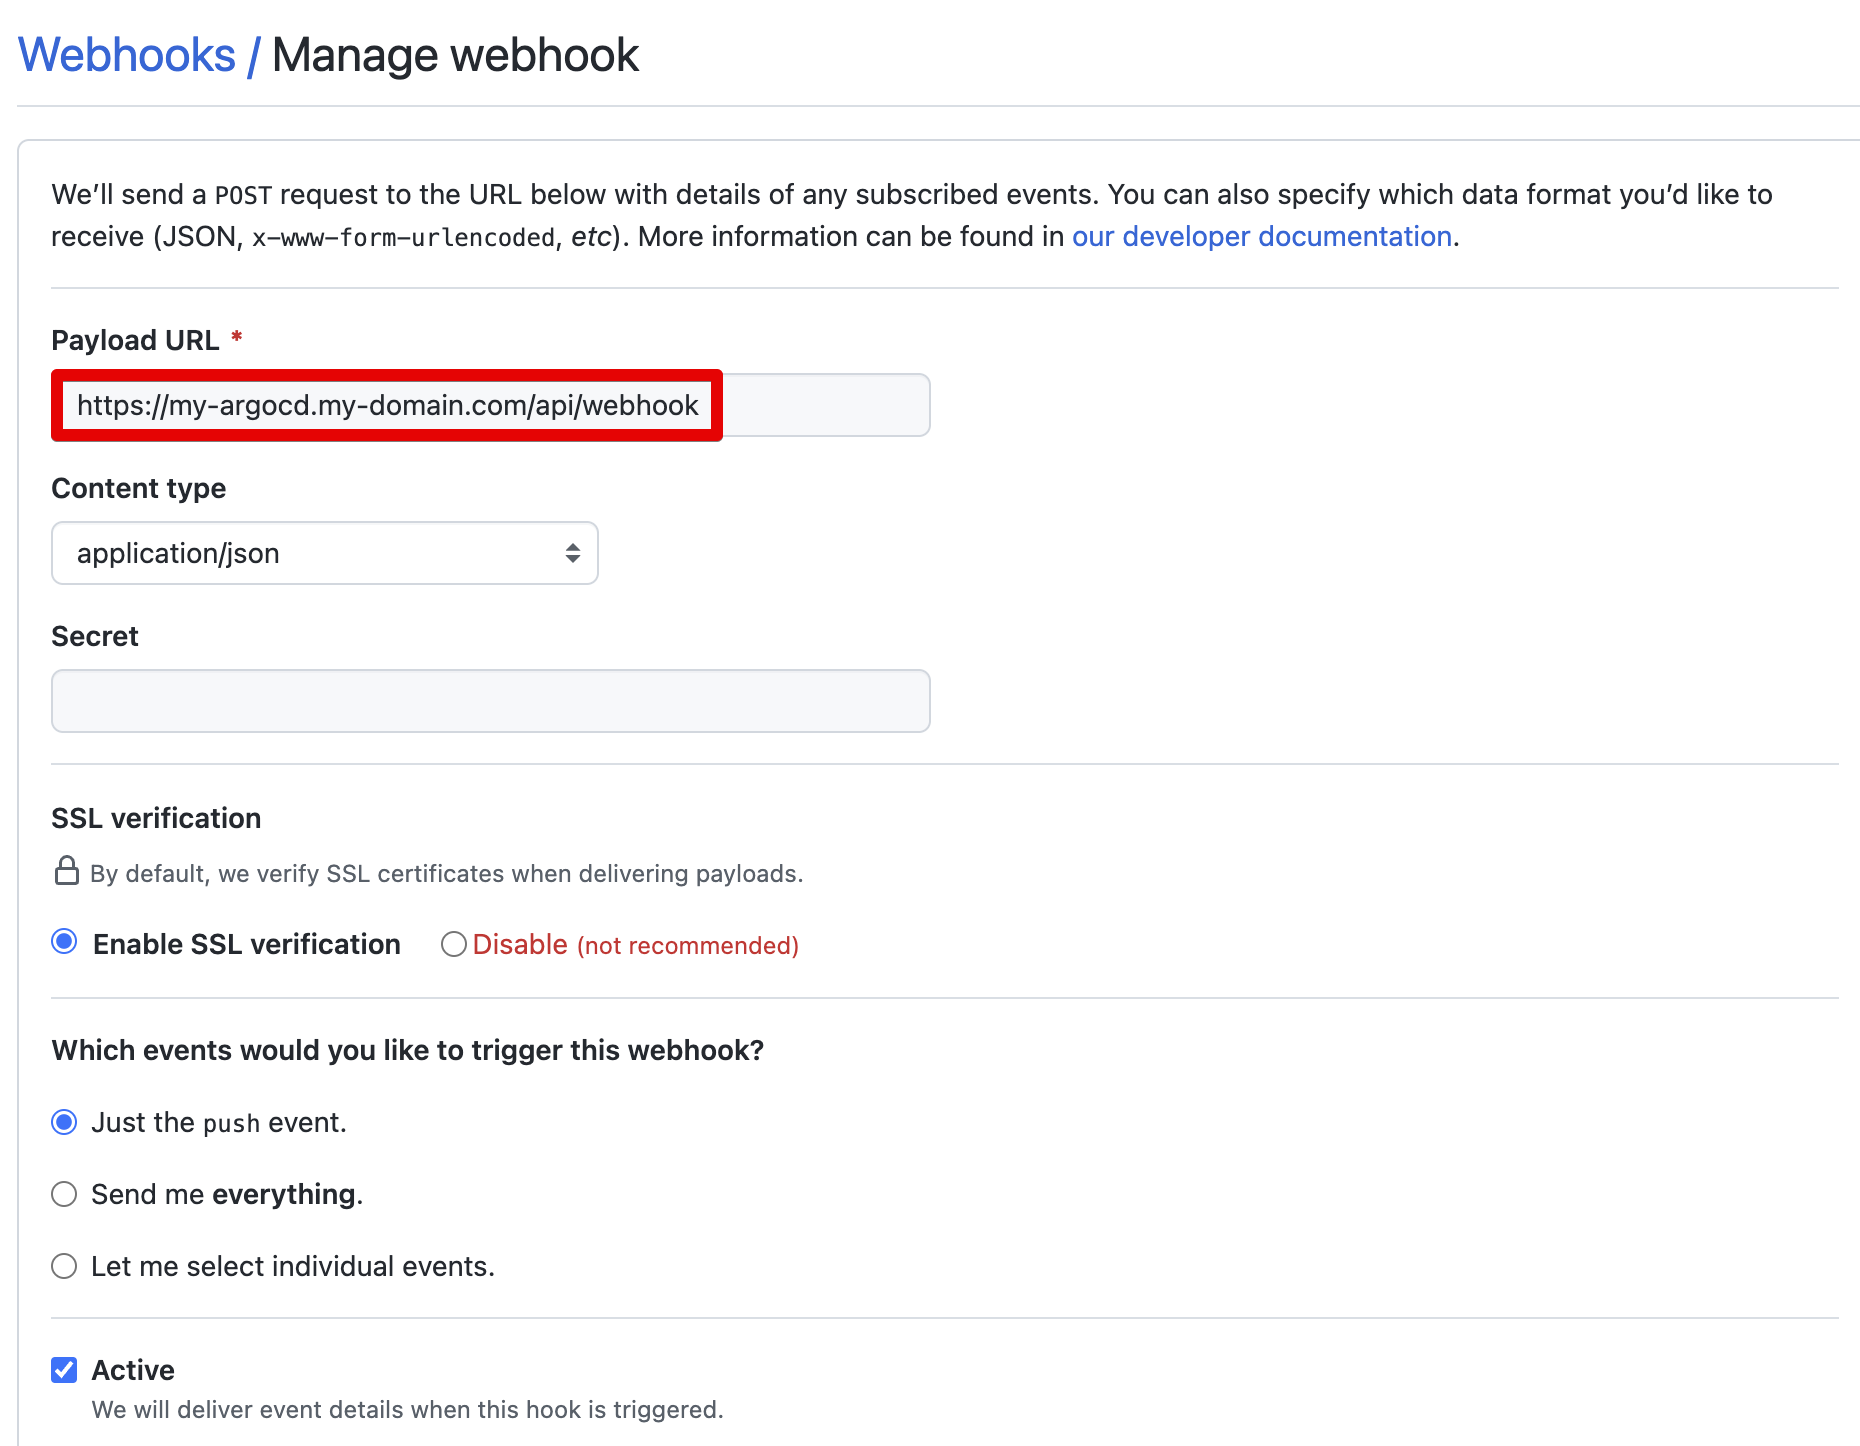 Webhooks / Manage webhook
We’ll send a POST request to the URL below with details of any subscribed events. You can also specify which data format you’d like to
receive (JSON, x-www-form-urlencoded, etc). More information can be found in our developer documentation.
Payload URL *
https://my-argocd.my-domain.com/api/webhook
Content type
application/json
Secret
SSL verification
By default, we verify SSL certificates when delivering payloads.
Enable SSL verification Disable (not recommended)
Which events would you like to trigger this webhook?
Just the push event.
Send me everything.
Let me select individual events.
Active
We will deliver event details when this hook is triggered.